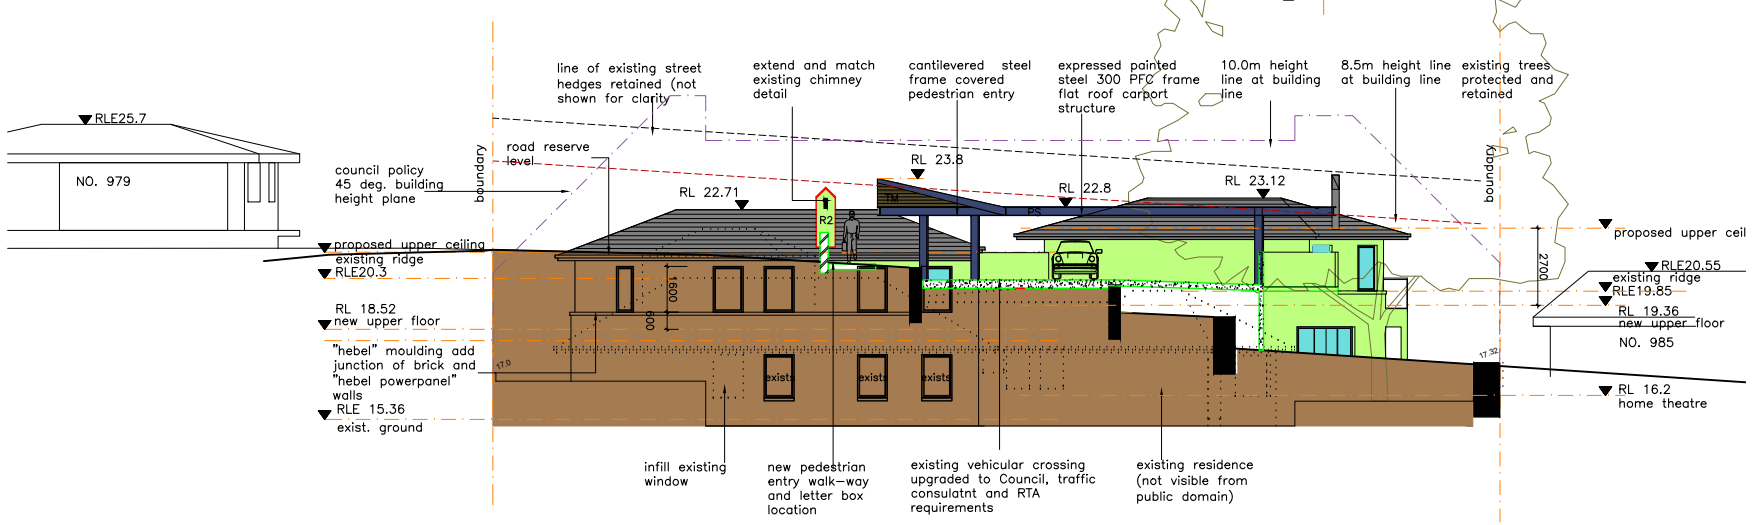 line of existing street
hedges retained (not
shown for clarity
extend and match
existing chimney
detail
cantilevered steel
frame covered
pedestrian entry
expressed painted
steel 300 PFC frame
flat roof carport
structure
10.0m height
line at building
line
8.5m height line
at building line
existing trees
protected and
retained
RLE25.7
NO. 979
boundary
road reserve
level
council policy
45 deg. building
height plane
RL 22.71
RL 23.8
RL 22.8
RL 23.12
TM
PS
R2
boundary
proposed upper ceiling
existing ridge
RLE20.3
RL 18.52
new upper floor
"hebel" moulding add
junction of brick and
"hebel powerpanel"
walls
RLE 15.36
exist. ground
17.0
600
600
exists
exists
exists
2700
17.32
proposed upper ceil
RLE20.55
existing ridge
RLE19.85
RL 19.36
new upper floor
NO. 985
RL 16.2
home theatre
infill existing
window
new pedestrian
entry walk-way
and letter box
location
existing vehicular crossing
upgraded to Council, traffic
consulatnt and RTA
requirements
existing residence
(not visible from
public domain)